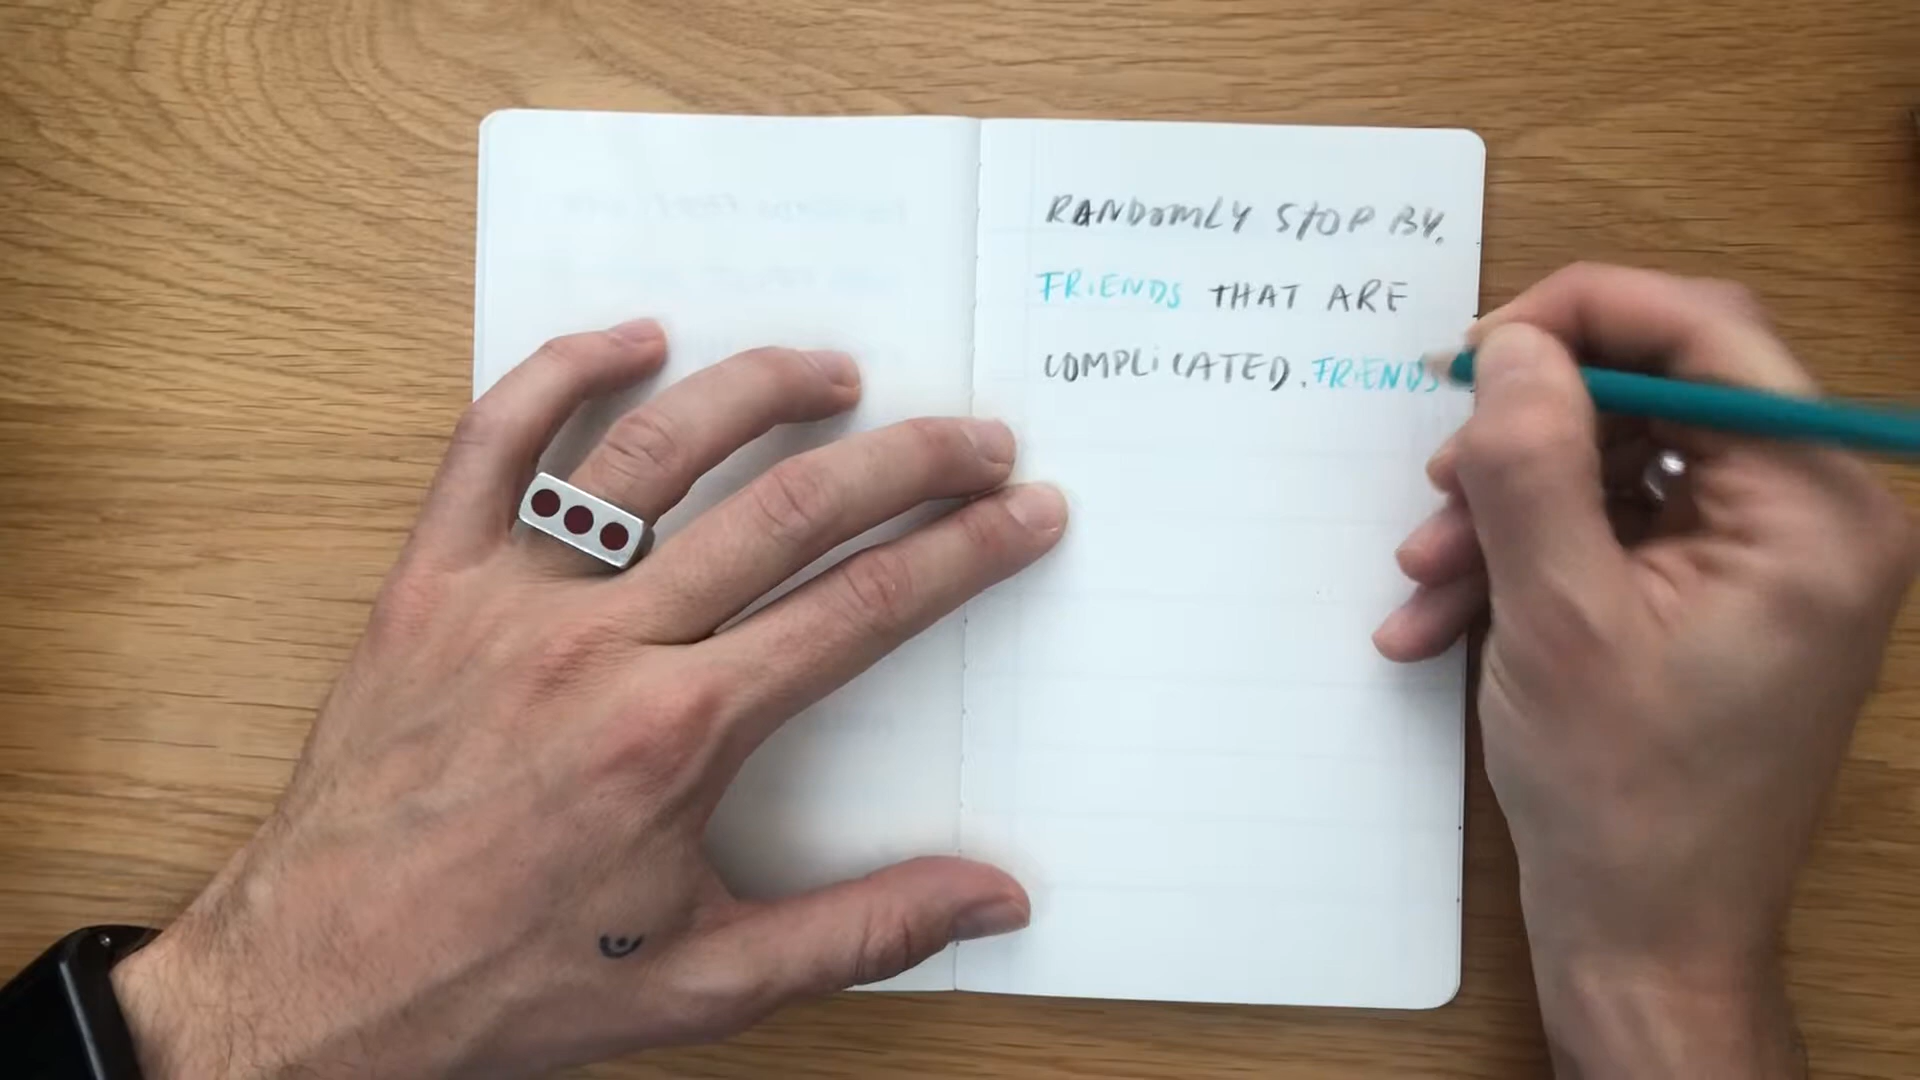 RANDOMLY STOP BY.
FRiENDS THAT ARE
COMPLiCATED. FRiENDS